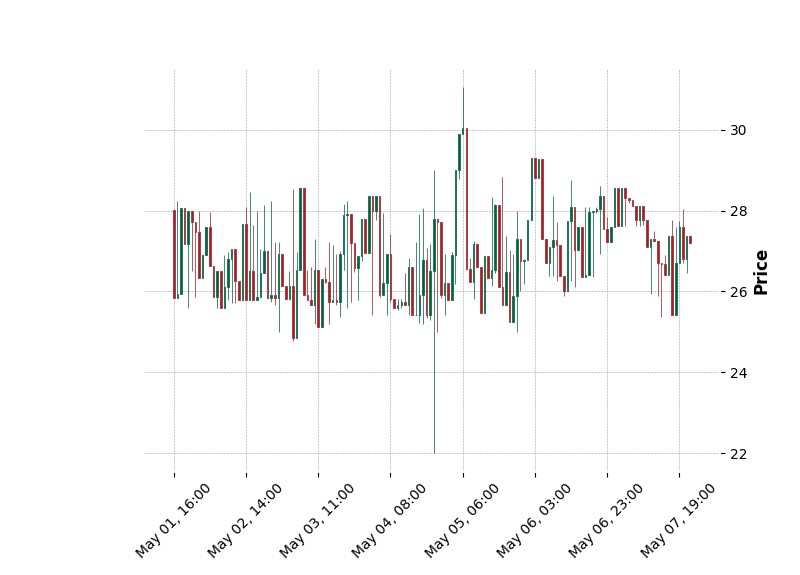 30
28
26
24
22
Price
May 01, 16:00
May 02, 14:00
May 03, 11:00
May 04, 08:00
May 05, 06:00
May 06, 03:00
May 06, 23:00
May 07, 19:00